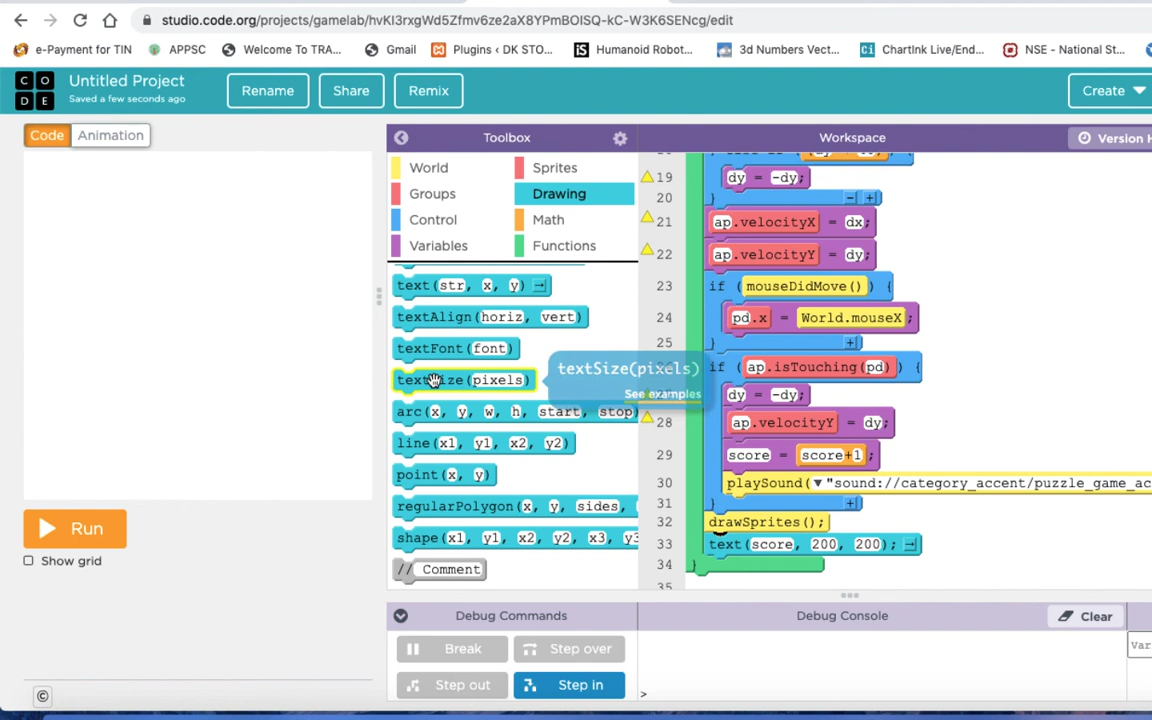 studio.code.org/projects/gamelab/hvKI3rxgWd5Zfmv6ze2aX8YPmBOISQ-kC-W3K6SENcg/edit
e-Payment for TIN APPSC Welcome To TRA... Gmail Plugins ‹ DK STO... Humanoid Robot... 3d Numbers Vect... ChartInk Live/End... NSE - National St...
CODE
Untitled Project
Saved a few seconds ago
Rename Share Remix Create
Code Animation
Run
Show grid
©
Toolbox
World Sprites
Groups Drawing
Control Math
Variables Functions
text(str, x, y)
textAlign(horiz, vert)
textFont(font)
textSize(pixels)
textSize(pixels)
See examples
arc(x, y, w, h, start, stop)
line(x1, y1, x2, y2)
point(x, y)
regularPolygon(x, y, sides,
shape(x1, y1, x2, y2, x3, y3
// Comment
Workspace Version H
19 dy = -dy;
20 }
21 ap.velocityX = dx;
22 ap.velocityY = dy;
23 if (mouseDidMove()) {
24 pd.x = World.mouseX;
25 }
if (ap.isTouching(pd)) {
dy = -dy;
28 ap.velocityY = dy;
29 score = score+1;
30 playSound("sound://category_accent/puzzle_game_ac
31 }
32 drawSprites();
33 text(score, 200, 200);
34 }
35
Debug Commands Debug Console Clear
Break Step over
Step out Step in
>
Var